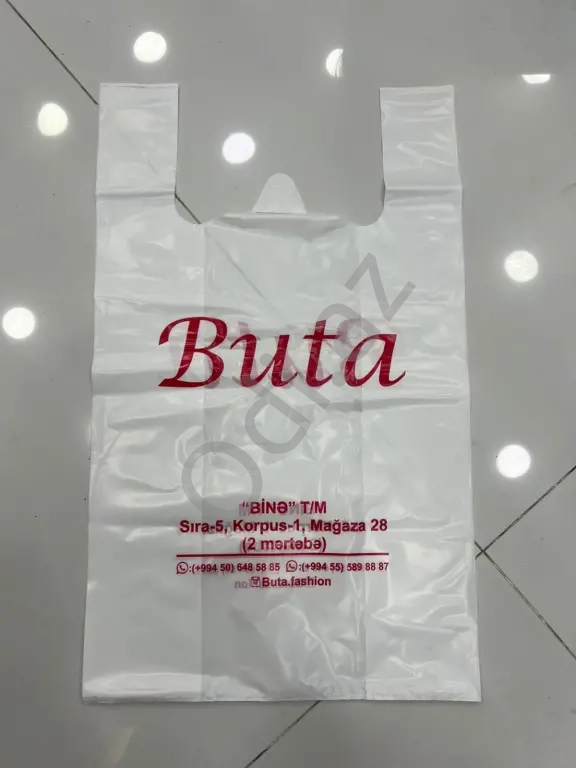 Buta
"BİNƏ" T/M
Sıra-5, Korpus-1, Mağaza 28
(2 mərtəbə)
:(+994 50) 648 58 85 :(+994 55) 589 88 87
Buta.fashion